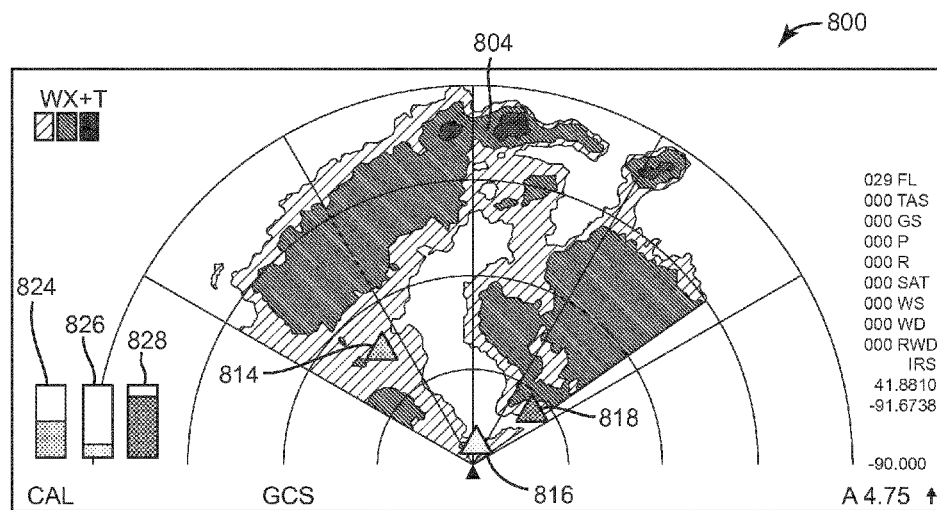 800
804
WX+T
029 FL
000 TAS
000 GS
000 P
000 R
000 SAT
000 WS
000 WD
000 RWD
IRS
41.8810
-91.6738
-90.000
824
826
828
814
818
816
CAL
GCS
A 4.75